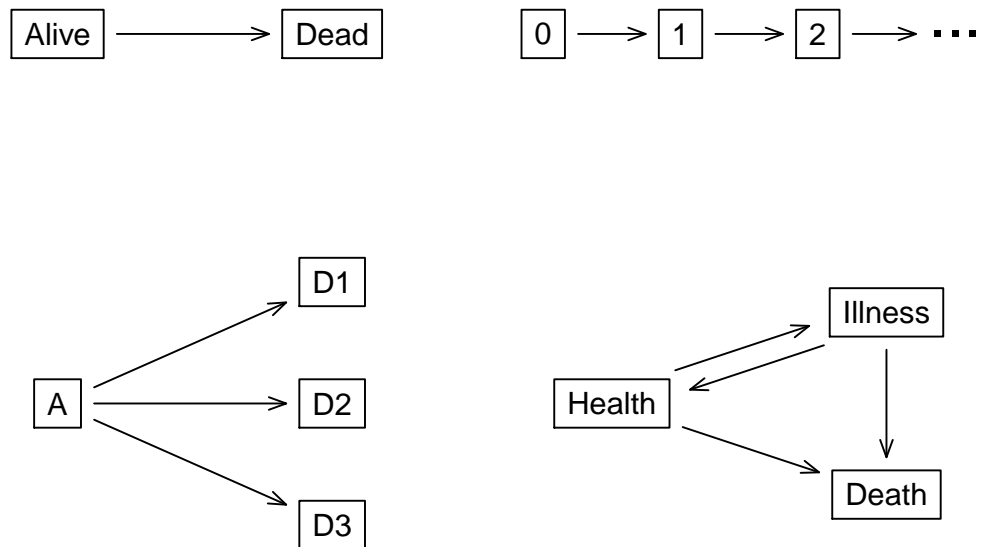 Alive
Dead
0
1
2
...
D1
A
D2
D3
Illness
Health
Death